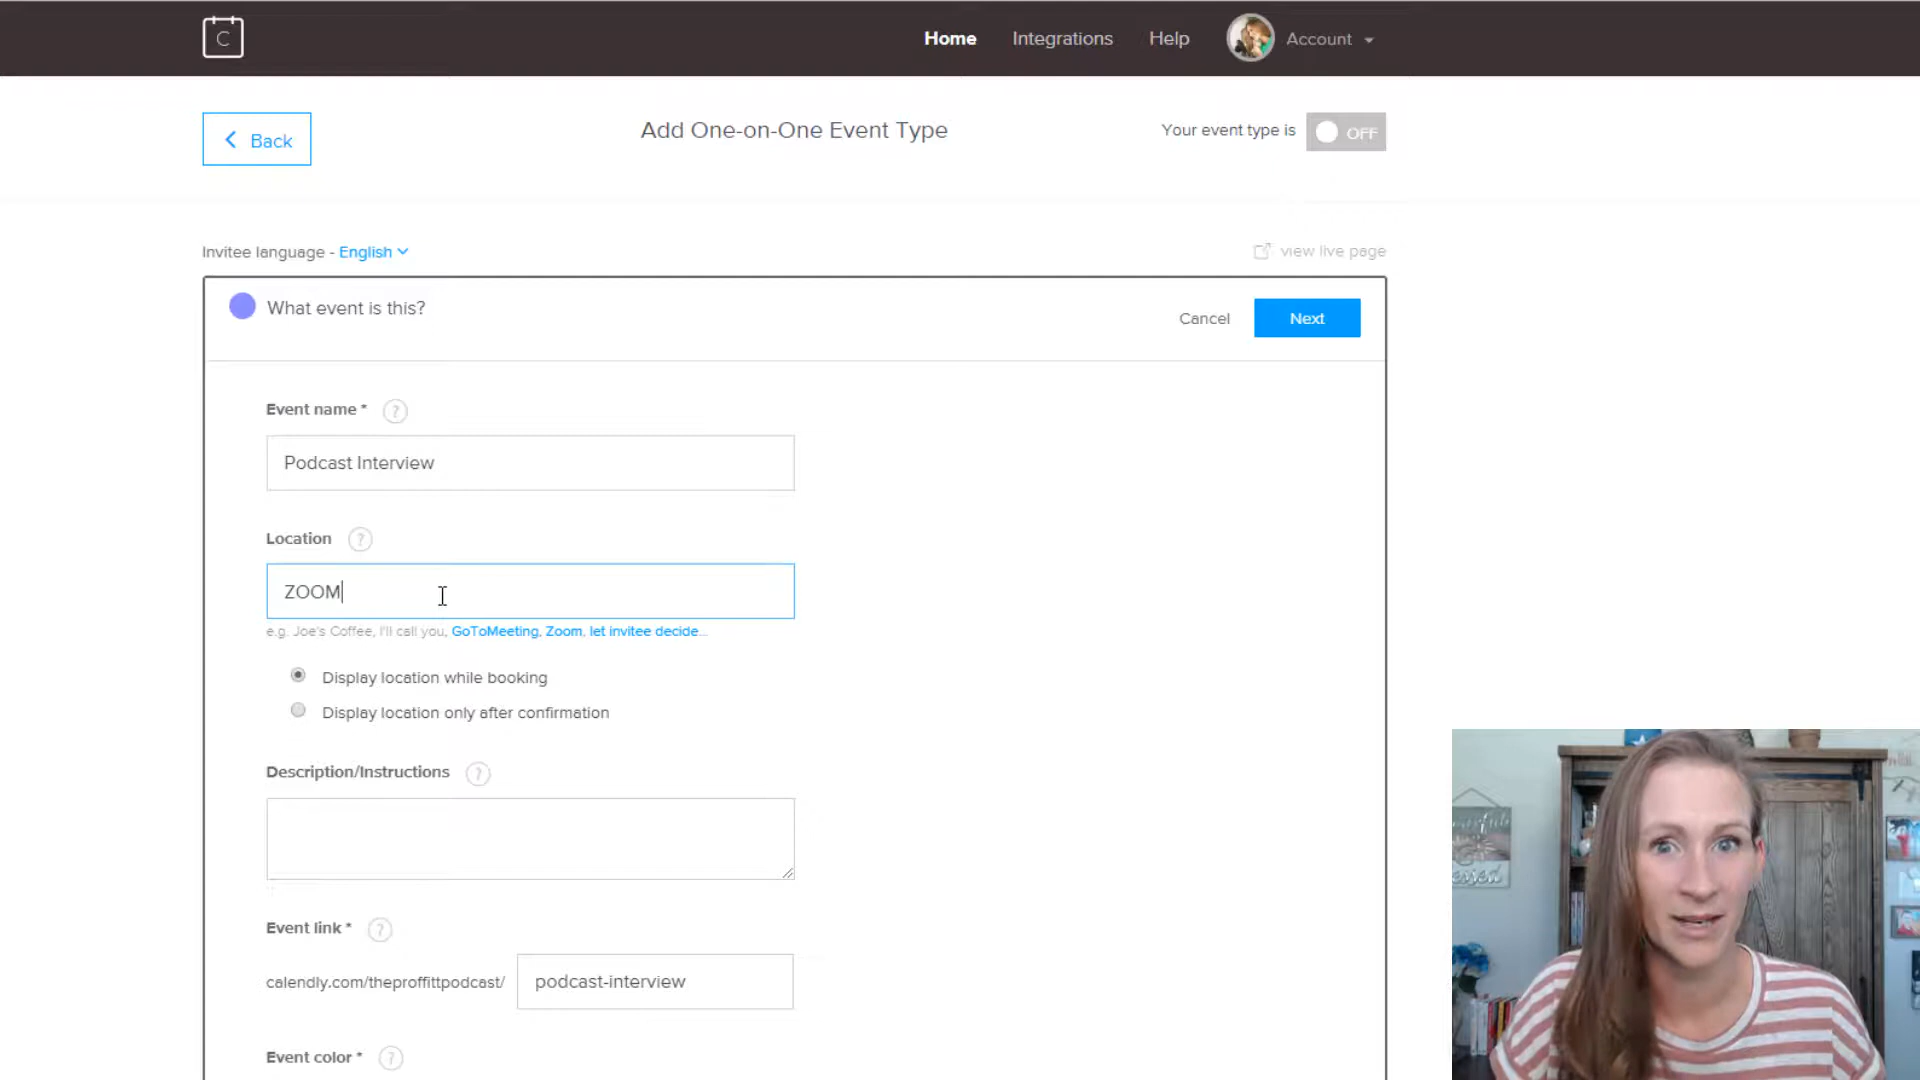 C
Home Integrations Help Account
Back
Add One-on-One Event Type
Your event type is OFF
Invitee language - English
view live page
What event is this?
Cancel Next
Event name * ?
Podcast Interview
Location ?
ZOOM
e.g. Joe's Coffee, I'll call you, GoToMeeting, Zoom, let invitee decide...
Display location while booking
Display location only after confirmation
Description/Instructions ?
Event link * ?
calendly.com/theproffittpodcast/ podcast-interview
Event color * ?